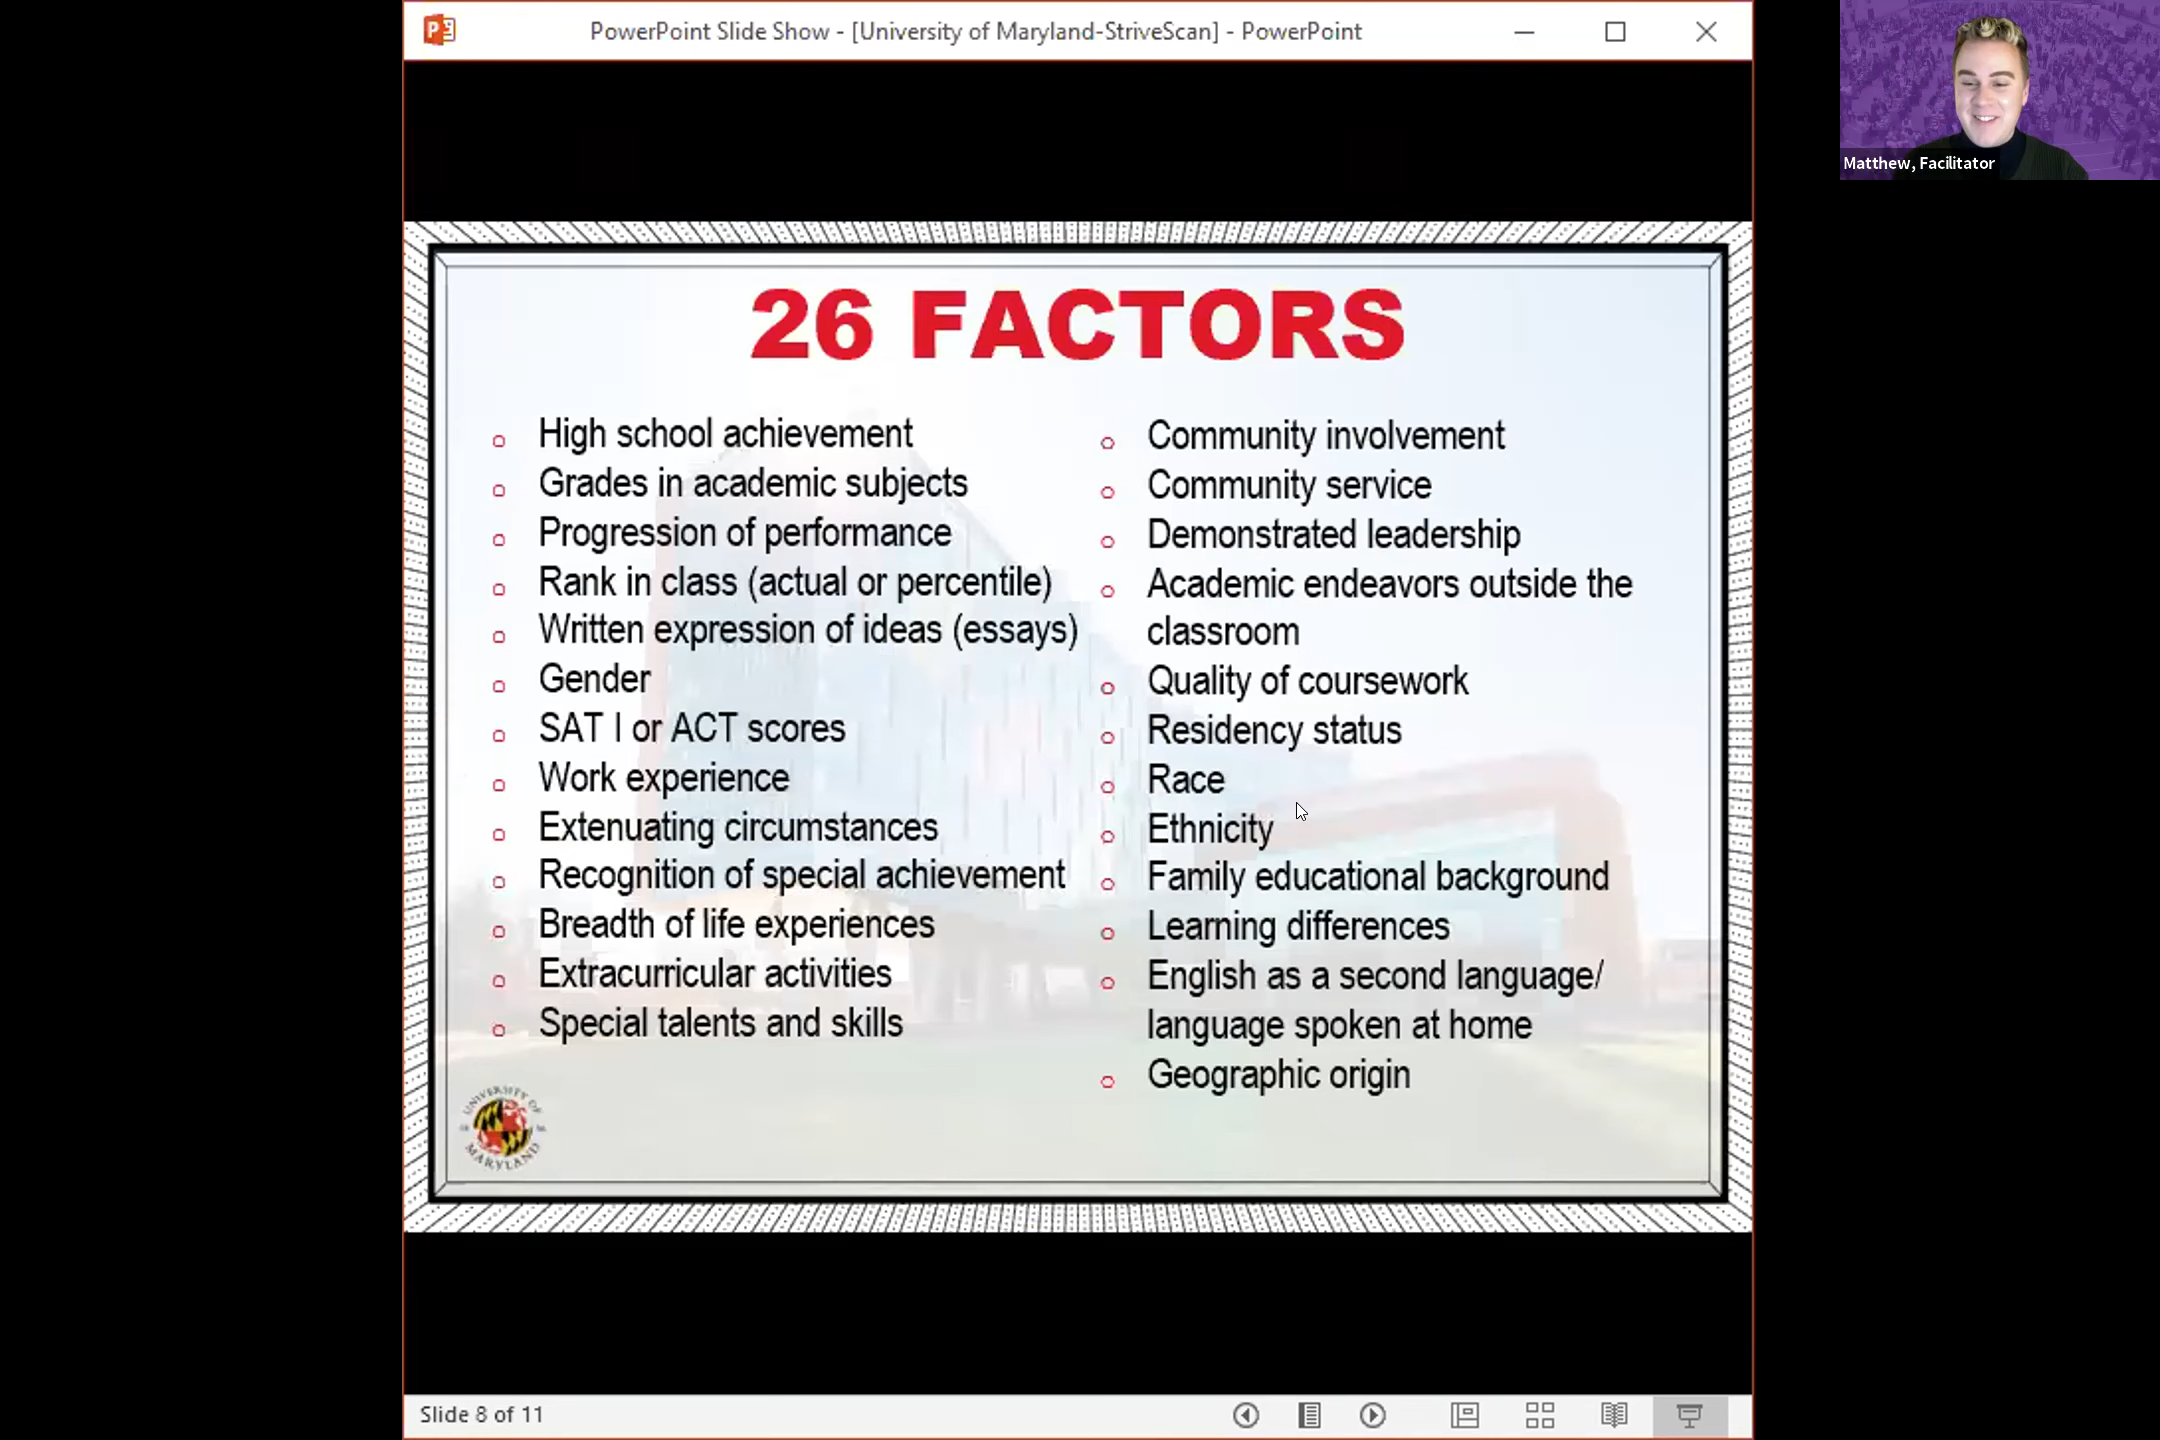 PowerPoint Slide Show - [University of Maryland-StriveScan] - PowerPoint
Matthew, Facilitator
26 FACTORS
High school achievement
Grades in academic subjects
Progression of performance
Rank in class (actual or percentile)
Written expression of ideas (essays)
Gender
SAT I or ACT scores
Work experience
Extenuating circumstances
Recognition of special achievement
Breadth of life experiences
Extracurricular activities
Special talents and skills
Community involvement
Community service
Demonstrated leadership
Academic endeavors outside the
classroom
Quality of coursework
Residency status
Race
Ethnicity
Family educational background
Learning differences
English as a second language/
language spoken at home
Geographic origin
UNIVERSITY OF
MARYLAND
Slide 8 of 11